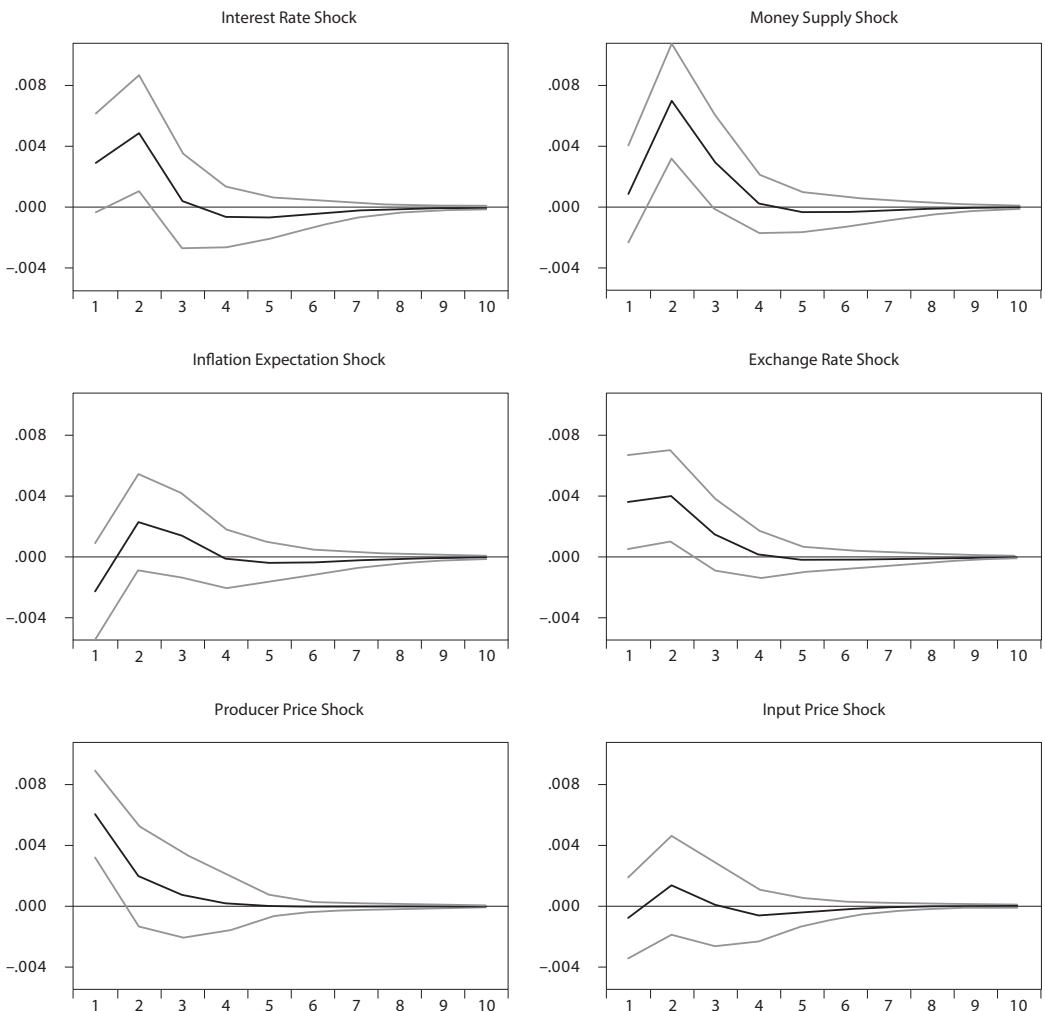 Interest Rate Shock
.008
.004
.000
–.004
1 2 3 4 5 6 7 8 9 10
Money Supply Shock
.008
.004
.000
–.004
1 2 3 4 5 6 7 8 9 10
Inflation Expectation Shock
.008
.004
.000
–.004
1 2 3 4 5 6 7 8 9 10
Exchange Rate Shock
.008
.004
.000
–.004
1 2 3 4 5 6 7 8 9 10
Producer Price Shock
.008
.004
.000
–.004
1 2 3 4 5 6 7 8 9 10
Input Price Shock
.008
.004
.000
–.004
1 2 3 4 5 6 7 8 9 10